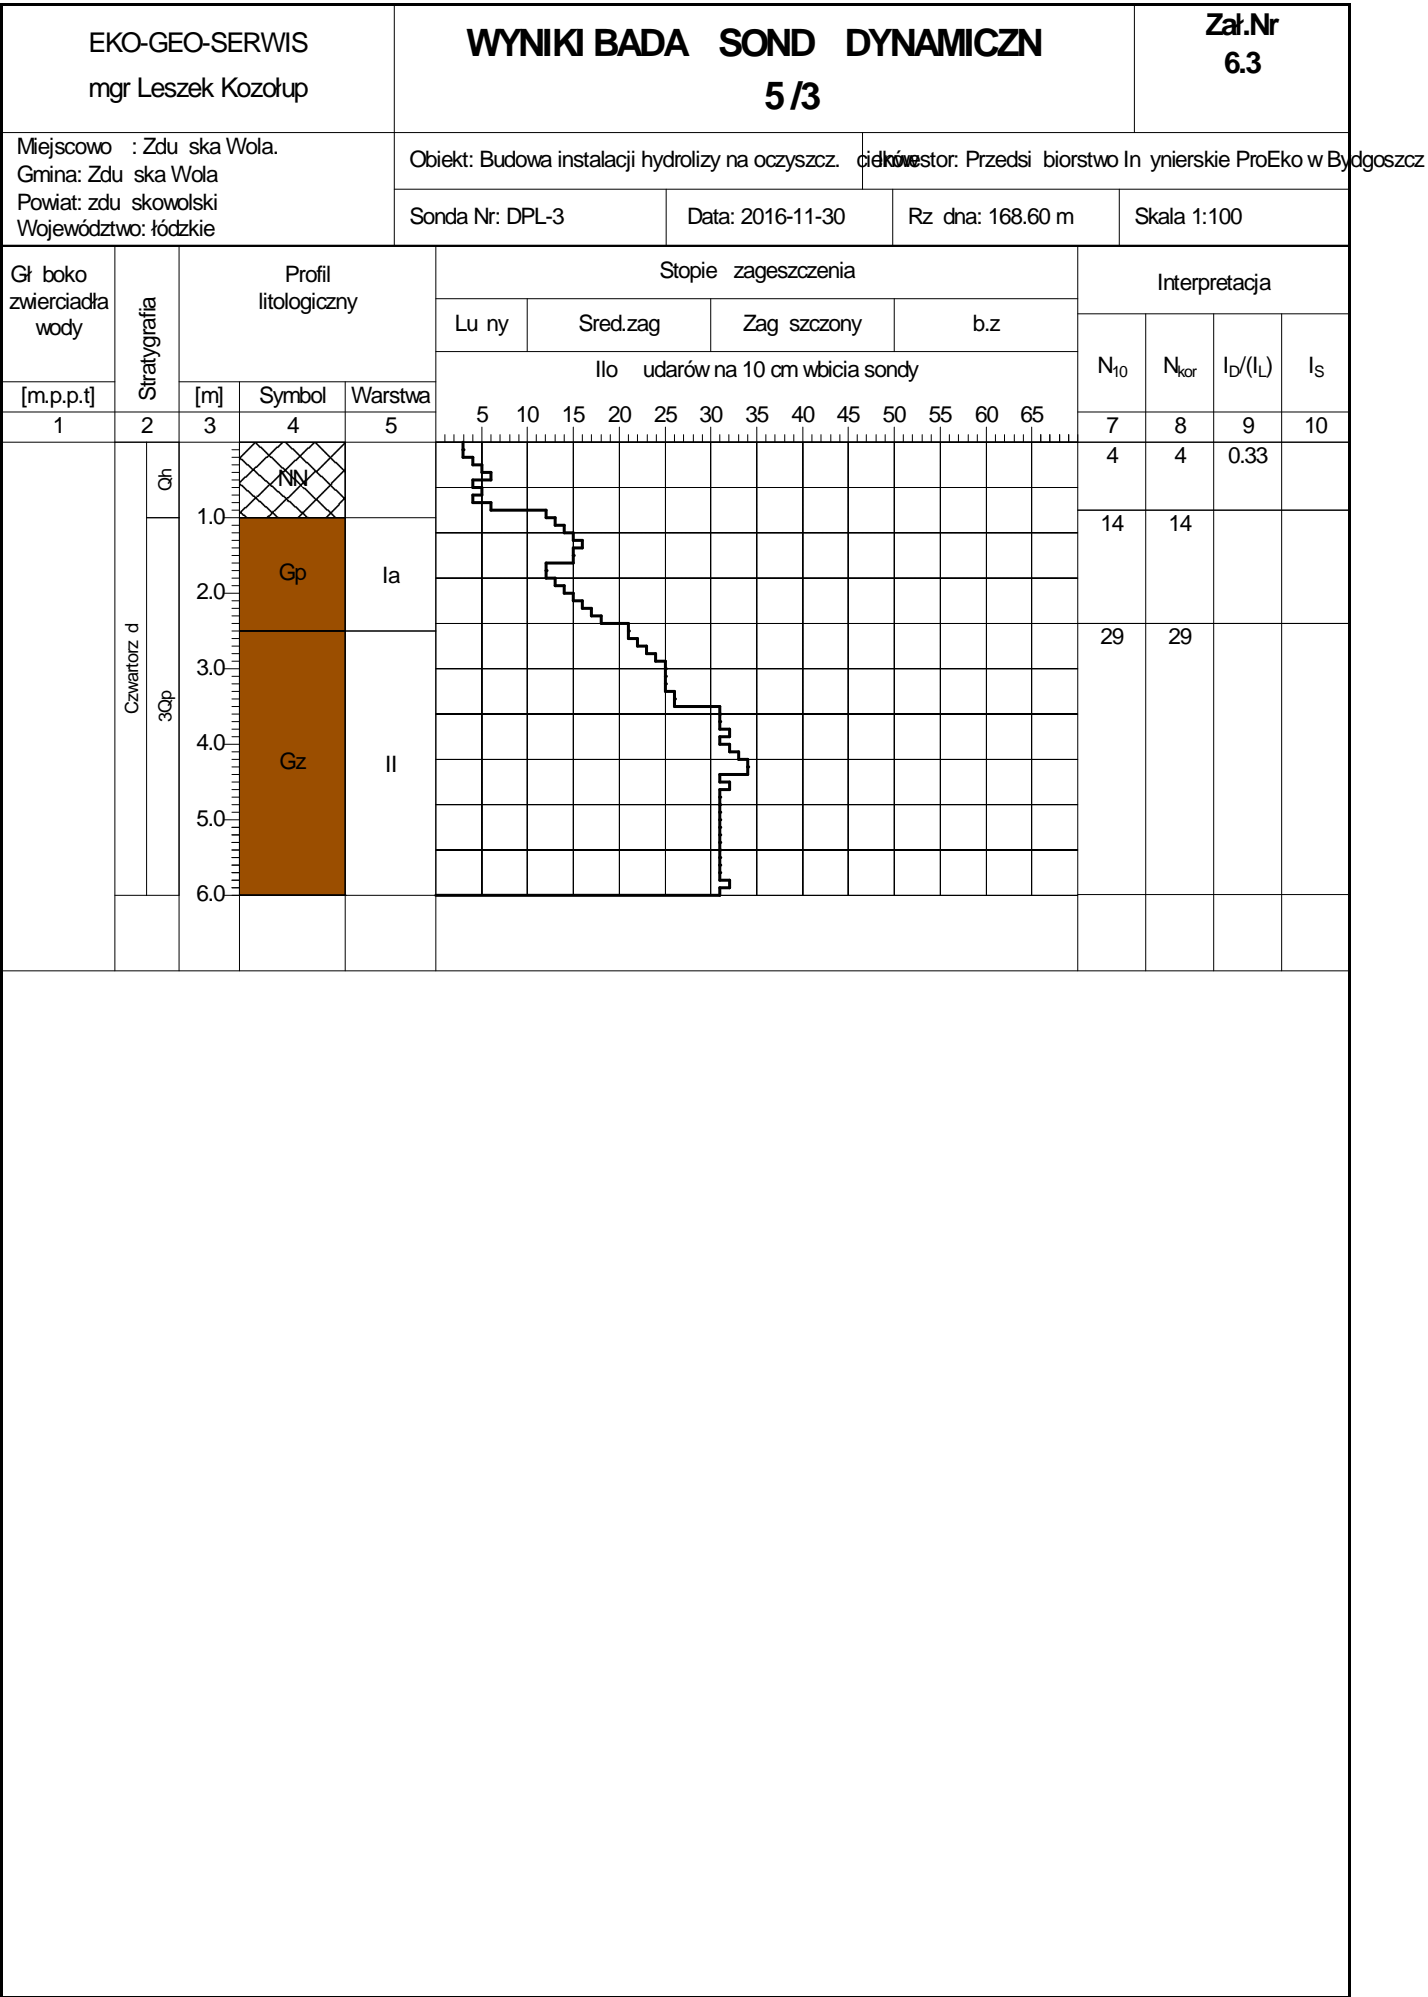 EKO-GEO-SERWIS
mgr Leszek Kozołup
WYNIKI BADA SOND DYNAMICZN
5 /3
Zał.Nr
6.3
Miejscowo : Zdu ska Wola.
Gmina: Zdu ska Wola
Powiat: zdu skowolski
Województwo: łódzkie
Obiekt: Budowa instalacji hydrolizy na oczyszcz. cieków
Inwestor: Przedsi biorstwo In ynierskie ProEko w Bydgoszcz
Sonda Nr: DPL-3
Data: 2016-11-30
Rz dna: 168.60 m
Skala 1:100
Gł boko
zwierciadła
wody
[m.p.p.t]
Stratygrafia
Profil
litologiczny
[m] Symbol Warstwa
Stopie zageszczenia
Lu ny Sred.zag Zag szczony b.z
Ilo udarów na 10 cm wbicia sondy
5 10 15 20 25 30 35 40 45 50 55 60 65
Interpretacja
N10 Nkor ID/(IL) IS
1 2 3 4 5 7 8 9 10
Czwartorz d
Qh
3Qp
1.0
2.0
3.0
4.0
5.0
6.0
NN
Gp Ia
Gz II
4 4 0.33
14 14
29 29